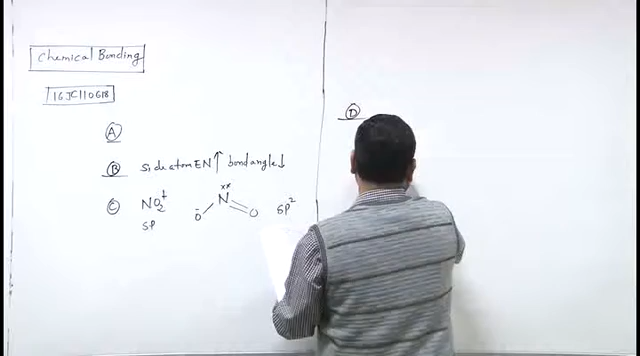 Chemical Bonding
16JC110618
A
B Side atom EN ↑ bond angle ↓
C NO₂⁺ N O⁻ O sp²
sp
D